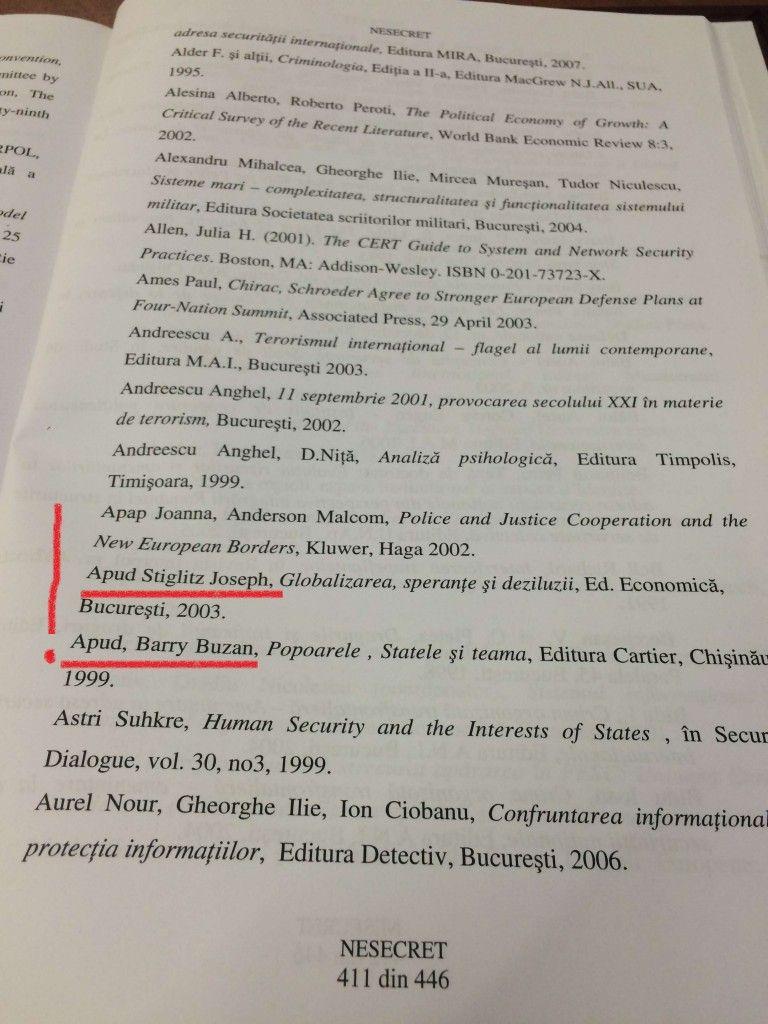 NESECRET
adresa securităţii internaţionale, Editura MIRA, Bucureşti, 2007.
Alder F. şi alţii, Criminologia, Ediţia a II-a, Editura MacGrew N.J.All., SUA,
1995.
Alesina Alberto, Roberto Peroti, The Political Economy of Growth: A
Critical Survey of the Recent Literature, World Bank Economic Review 8:3,
2002.
Alexandru Mihalcea, Gheorghe Ilie, Mircea Mureşan, Tudor Niculescu,
Sisteme mari – complexitatea, structuralitatea şi funcţionalitatea sistemului
militar, Editura Societatea scriitorilor militari, Bucureşti, 2004.
Allen, Julia H. (2001). The CERT Guide to System and Network Security
Practices. Boston, MA: Addison-Wesley. ISBN 0-201-73723-X.
Ames Paul, Chirac, Schroeder Agree to Stronger European Defense Plans at
Four-Nation Summit, Associated Press, 29 April 2003.
Andreescu A., Terorismul internaţional – flagel al lumii contemporane,
Editura M.A.I., Bucureşti 2003.
Andreescu Anghel, 11 septembrie 2001, provocarea secolului XXI în materie
de terorism, Bucureşti, 2002.
Andreescu Anghel, D.Niţă, Analiză psihologică, Editura Timpolis,
Timişoara, 1999.
Apap Joanna, Anderson Malcom, Police and Justice Cooperation and the
New European Borders, Kluwer, Haga 2002.
Apud Stiglitz Joseph, Globalizarea, speranţe şi deziluzii, Ed. Economică,
Bucureşti, 2003.
Apud, Barry Buzan, Popoarele , Statele şi teama, Editura Cartier, Chişinău
1999.
Astri Suhkre, Human Security and the Interests of States , în Secur
Dialogue, vol. 30, no3, 1999.
Aurel Nour, Gheorghe Ilie, Ion Ciobanu, Confruntarea informaţional
protecţia informaţiilor, Editura Detectiv, Bucureşti, 2006.
NESECRET
411 din 446